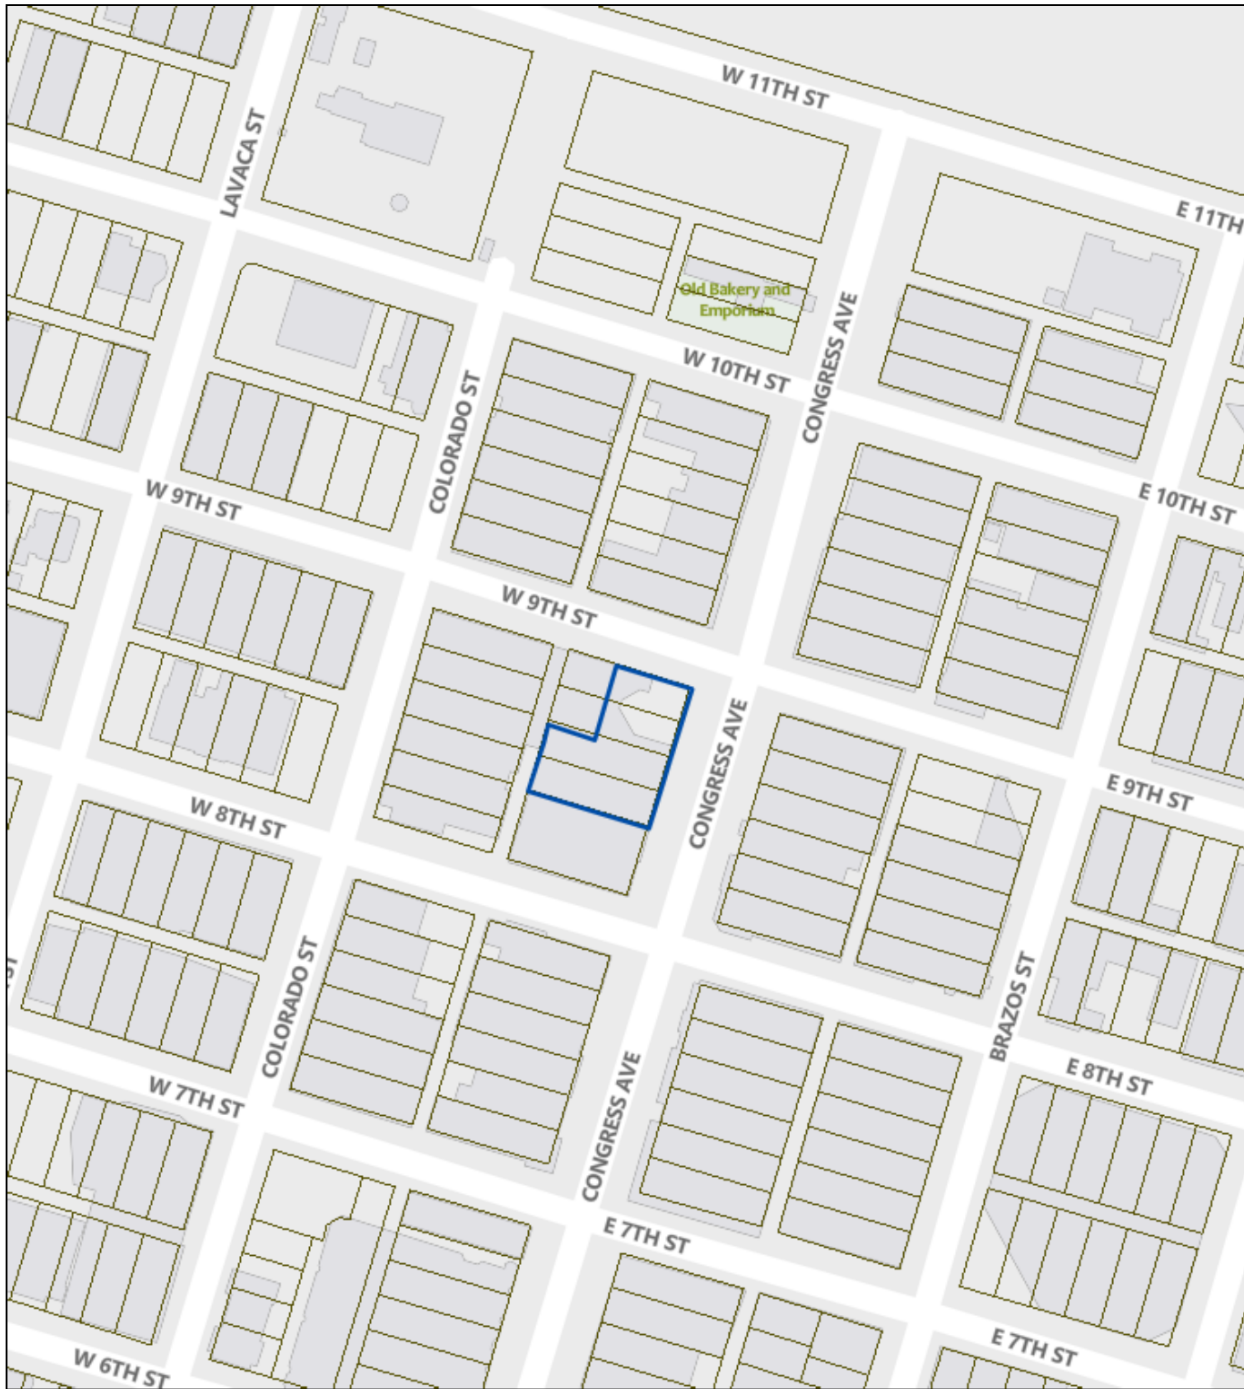 W 11TH ST
LAVACA ST
E 11TH
Old Bakery and
Emporium
CONGRESS AVE
W 10TH ST
COLORADO ST
W 9TH ST
E 10TH ST
W 9TH ST
CONGRESS AVE
E 9TH ST
W 8TH ST
COLORADO ST
ST
BRAZOS ST
CONGRESS AVE
E 8TH ST
W 7TH ST
E 7TH ST
E 7TH ST
W 6TH ST